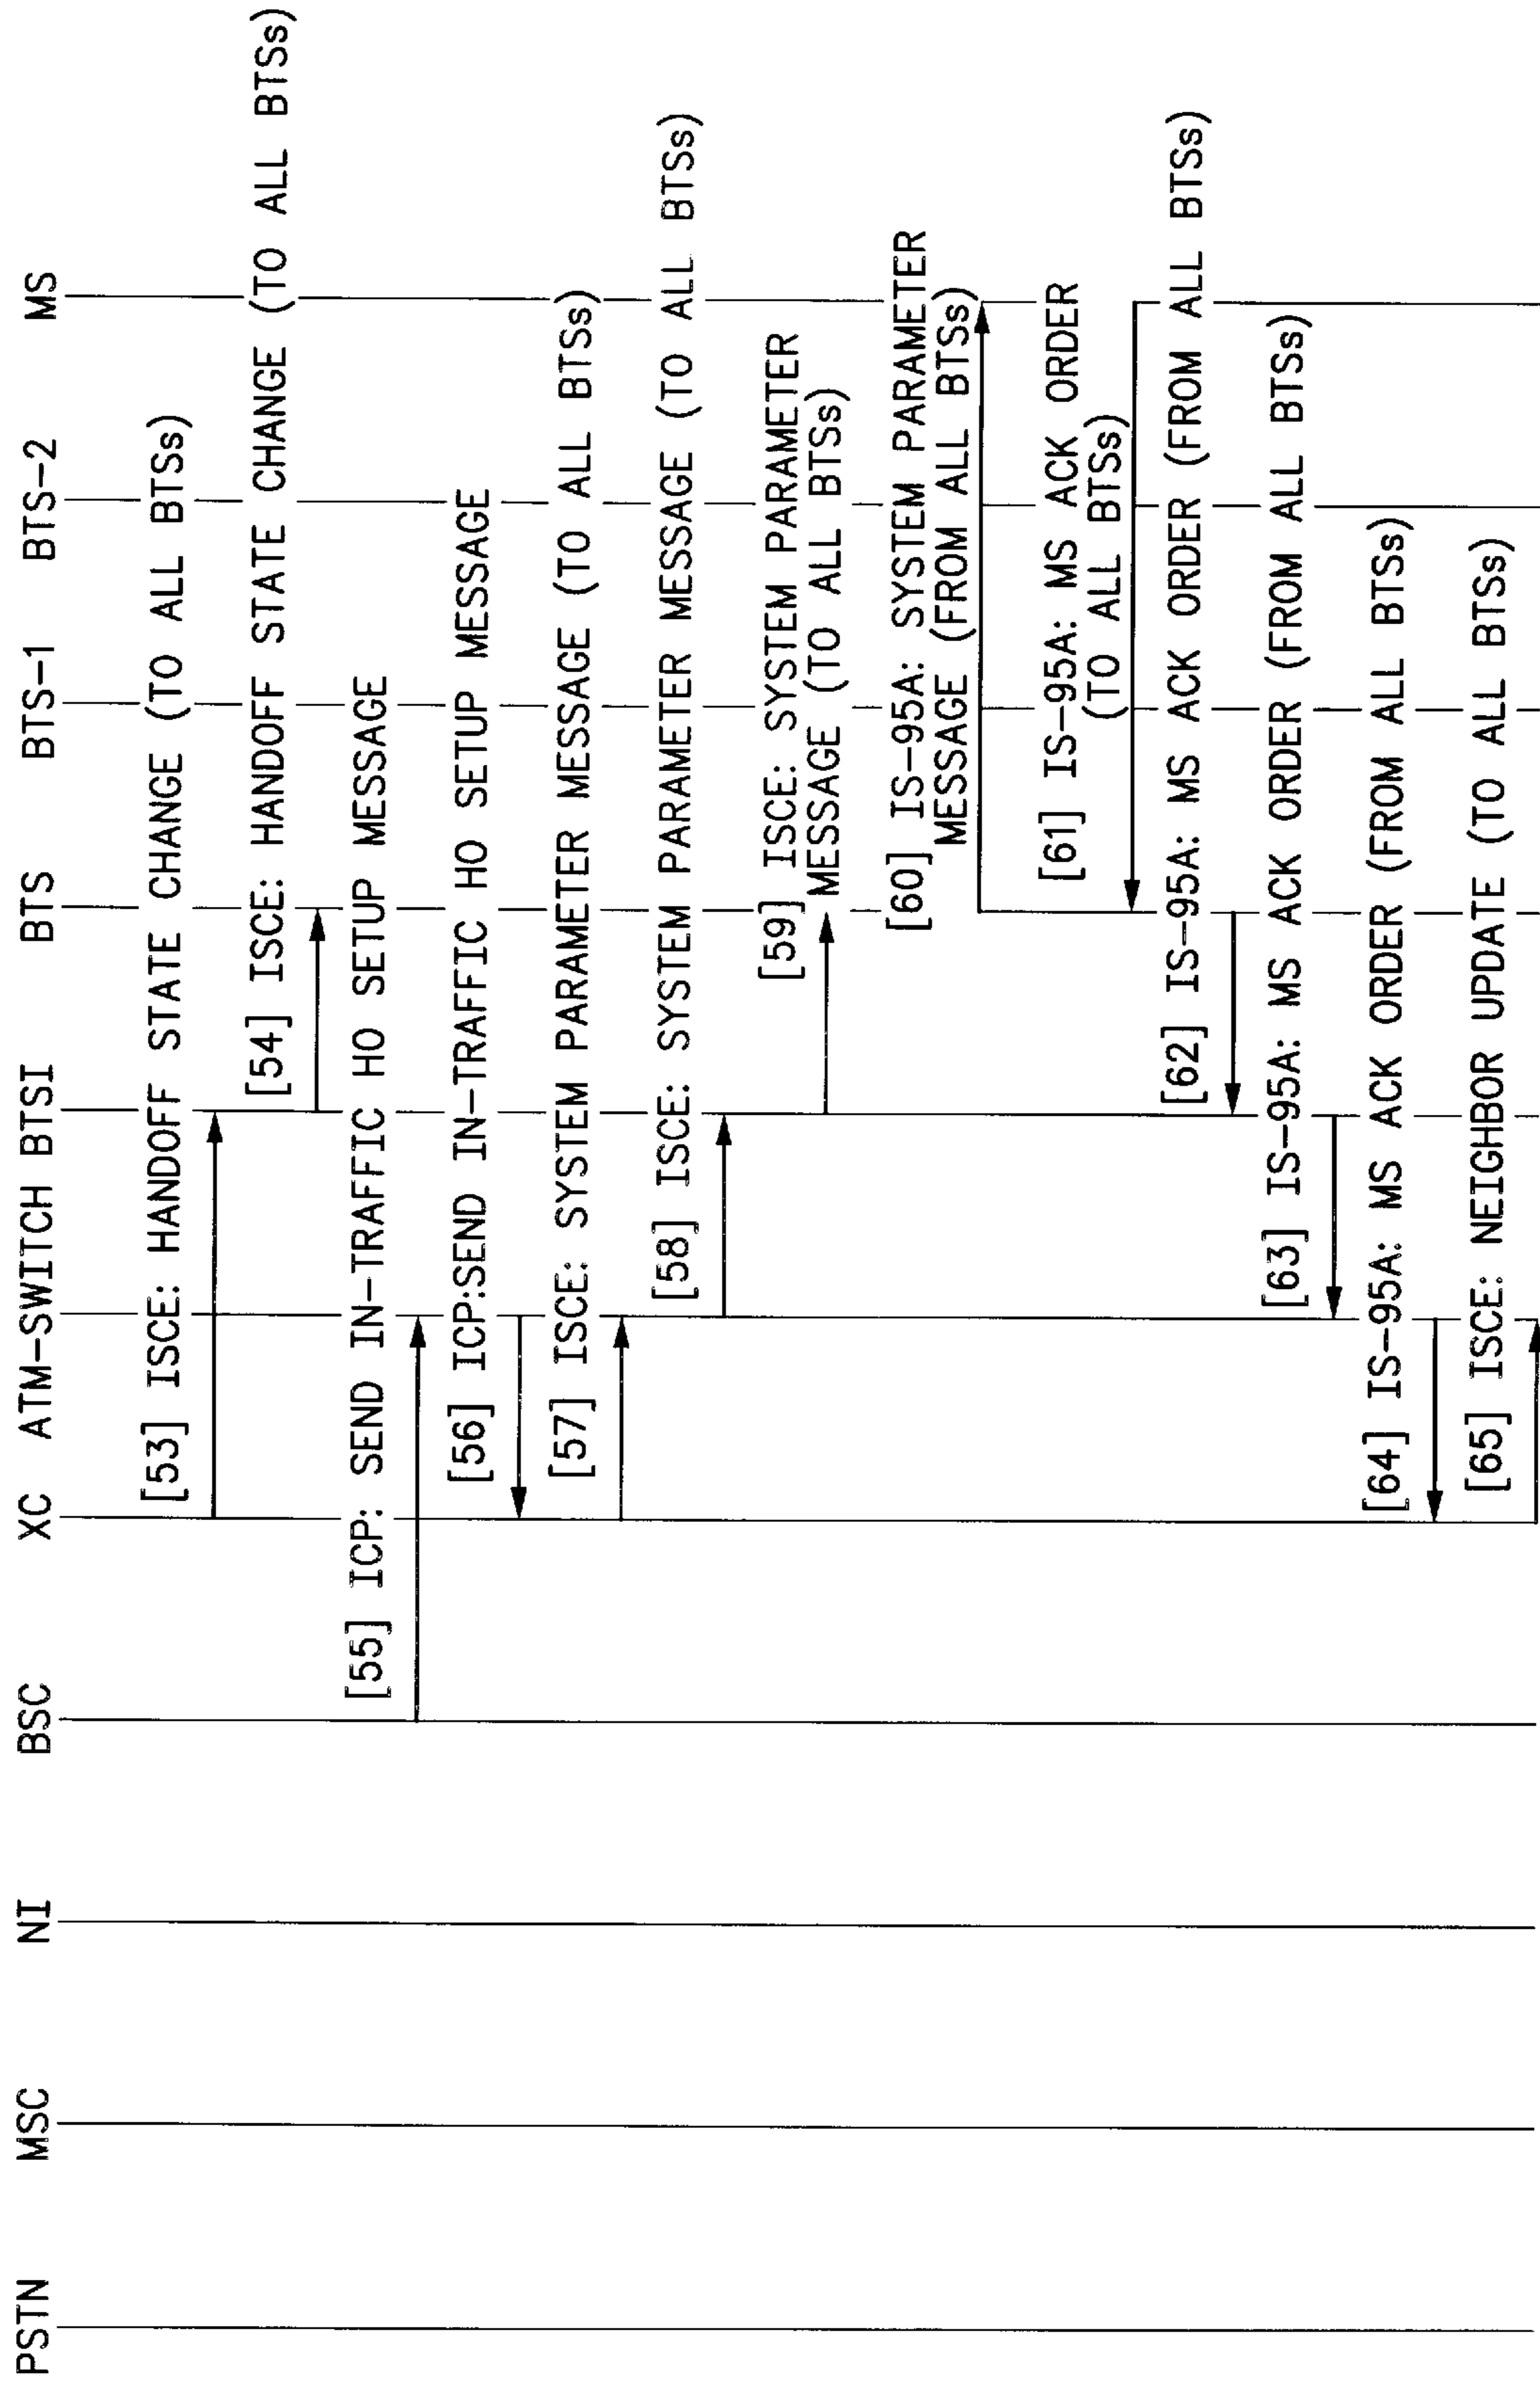 PSTN MSC NI BSC XC ATM-SWITCH BTSI BTS BTS-1 BTS-2 MS
[53] ISCE: HANDOFF STATE CHANGE (TO ALL BTSs)
[54] ISCE: HANDOFF STATE CHANGE (TO ALL BTSs)
[55] ICP: SEND IN-TRAFFIC HO SETUP MESSAGE
[56] ICP:SEND IN-TRAFFIC HO SETUP MESSAGE
[57] ISCE: SYSTEM PARAMETER MESSAGE (TO ALL BTSs)
[58] ISCE: SYSTEM PARAMETER MESSAGE (TO ALL BTSs)
[59] ISCE: SYSTEM PARAMETER
MESSAGE (TO ALL BTSs)
[60] IS-95A: SYSTEM PARAMETER
MESSAGE (FROM ALL BTSs)
[61] IS-95A: MS ACK ORDER
(TO ALL BTSs)
[62] IS-95A: MS ACK ORDER (FROM ALL BTSs)
[63] IS-95A: MS ACK ORDER (FROM ALL BTSs)
[64] IS-95A: MS ACK ORDER (FROM ALL BTSs)
[65] ISCE: NEIGHBOR UPDATE (TO ALL BTSs)